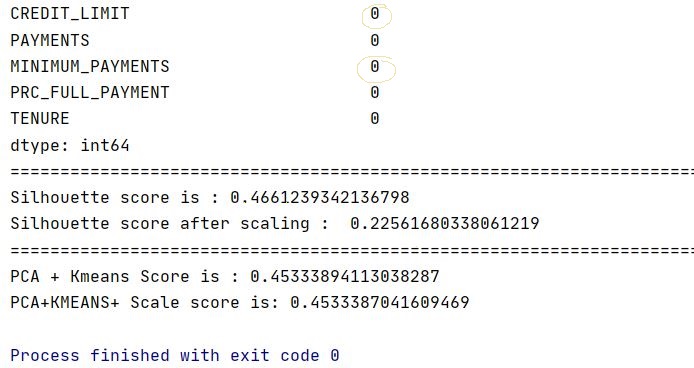 CREDIT_LIMIT 0
PAYMENTS 0
MINIMUM_PAYMENTS 0
PRC_FULL_PAYMENT 0
TENURE 0
dtype: int64
======================================================================
Silhouette score is : 0.4661239342136798
Silhouette score after scaling :  0.22561680338061219
======================================================================
PCA + Kmeans Score is : 0.45333894113038287
PCA+KMEANS+ Scale score is: 0.4533387041609469
Process finished with exit code 0